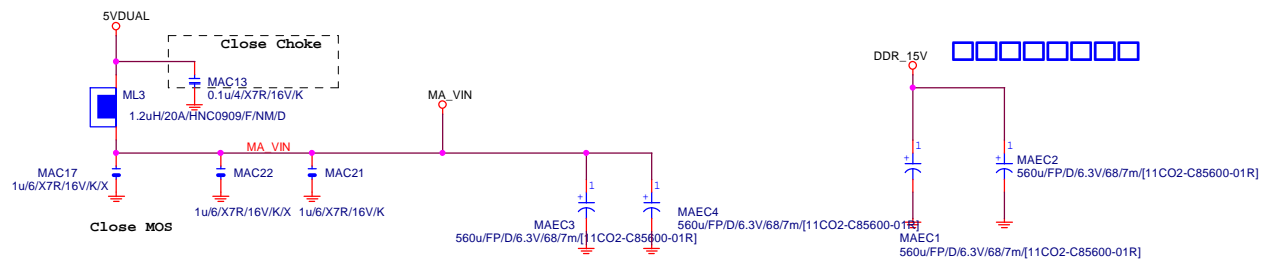 5VDUAL
Close Choke
MAC13
0.1u/4/X7R/16V/K
ML3
1.2uH/20A/HNC0909/F/NM/D
MA_VIN
MA_VIN
MAC17
1u/6/X7R/16V/K/X
MAC22
1u/6/X7R/16V/K/X
MAC21
1u/6/X7R/16V/K
Close MOS
1
+
MAEC3
560u/FP/D/6.3V/68/7m/[11CO2-C85600-01R]
1
+
MAEC4
560u/FP/D/6.3V/68/7m/[11CO2-C85600-01R]
DDR_15V
1
+
MAEC1
560u/FP/D/6.3V/68/7m/[11CO2-C85600-01R]
1
+
MAEC2
560u/FP/D/6.3V/68/7m/[11CO2-C85600-01R]